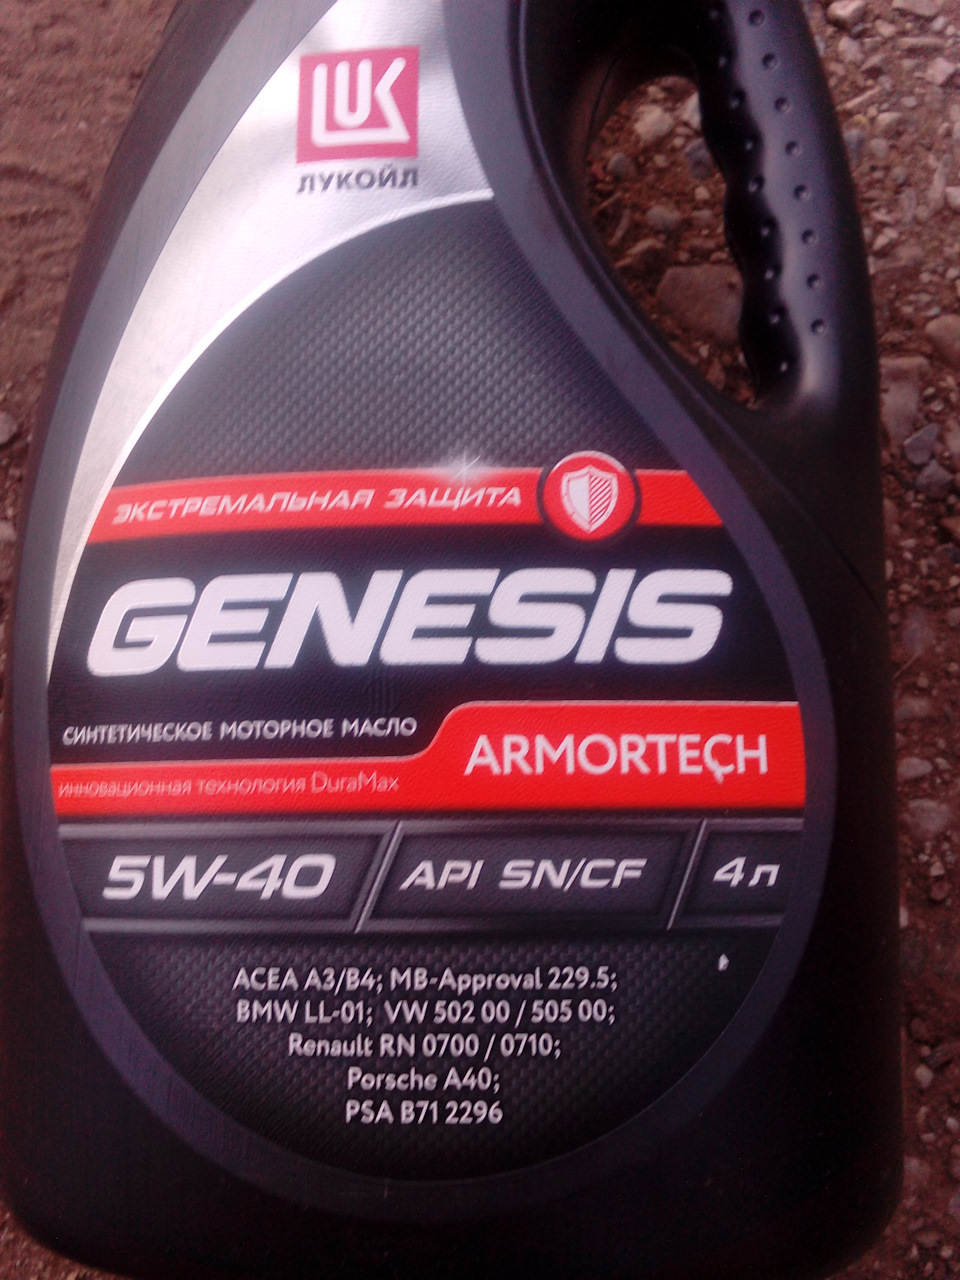 LUK
ЛУКОЙЛ
ЭКСТРЕМАЛЬНАЯ ЗАЩИТА
GENESIS
СИНТЕТИЧЕСКОЕ МОТОРНОЕ МАСЛО
ARMORTECH
инновационная технология DuraMax
5W-40 API SN/CF 4 л
ACEA A3/B4; MB-Approval 229.5;
BMW LL-01; VW 502 00 / 505 00;
Renault RN 0700 / 0710;
Porsche A40;
PSA B71 2296